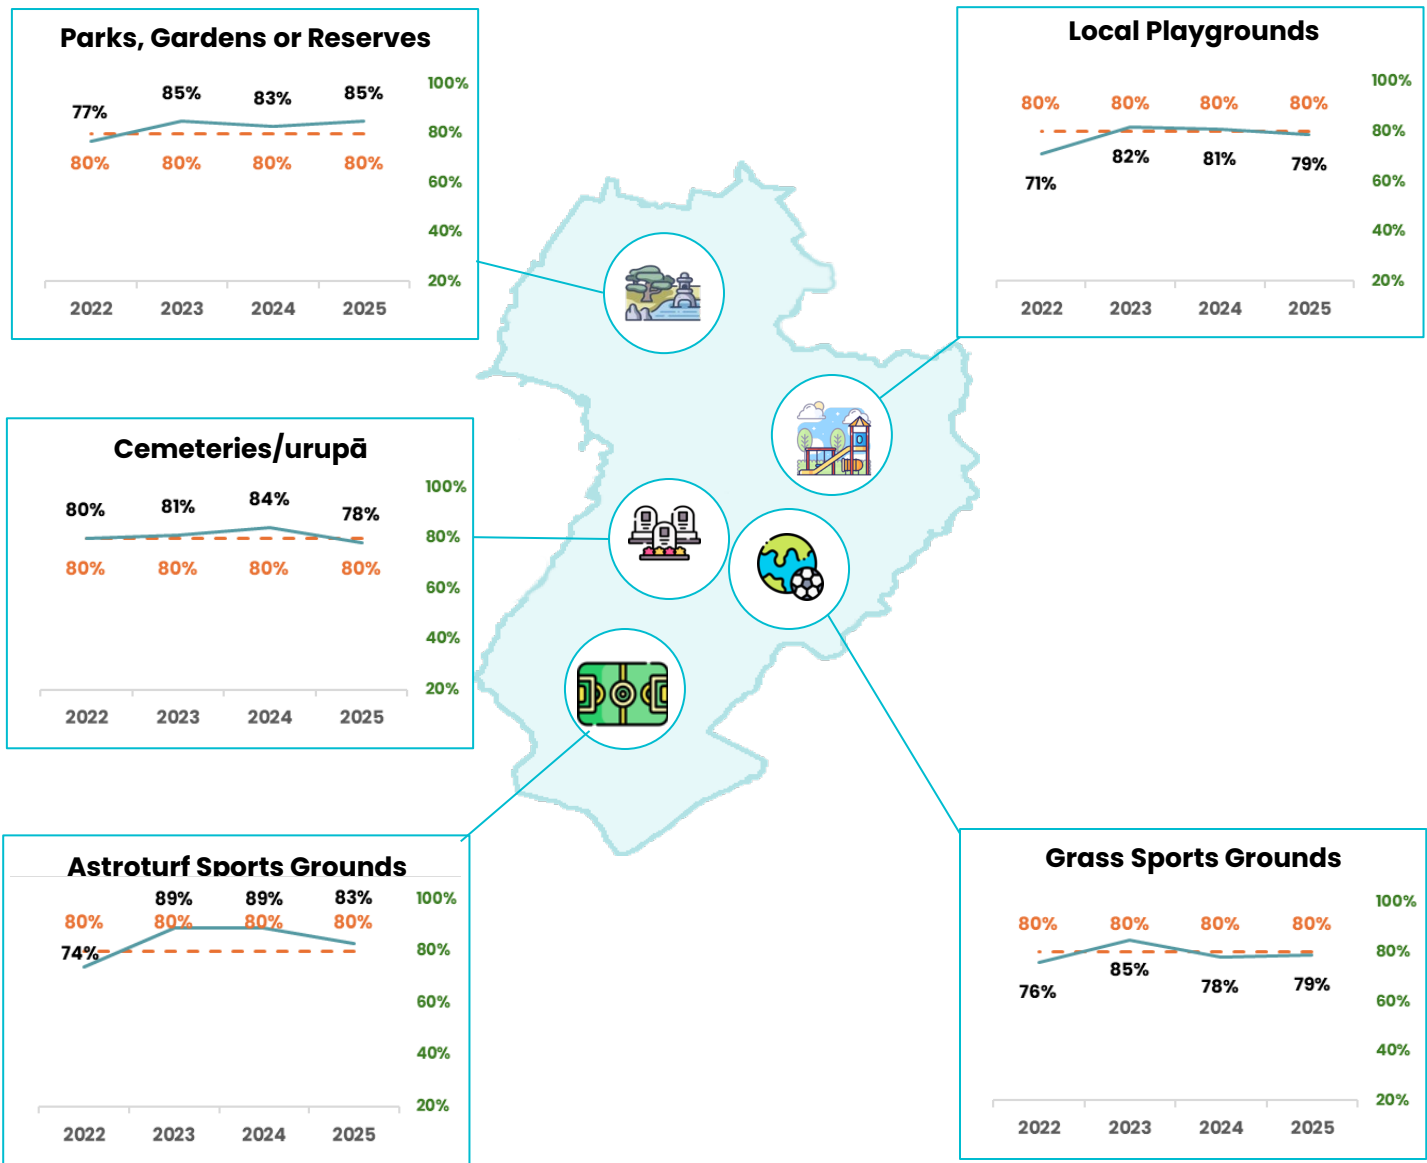 Parks, Gardens or Reserves
100%
77% 85% 83% 85%
80%
80% 80% 80% 80%
60%
40%
20%
2022 2023 2024 2025
Local Playgrounds
100%
80% 80% 80% 80%
80%
71% 82% 81% 79%
60%
40%
20%
2022 2023 2024 2025
Cemeteries/urupā
100%
80% 81% 84% 78%
80%
80% 80% 80% 80%
60%
40%
20%
2022 2023 2024 2025
Astroturf Sports Grounds
89% 89% 83% 100%
80% 80% 80% 80%
74% 80%
60%
40%
20%
2022 2023 2024 2025
Grass Sports Grounds
100%
80% 80% 80% 80%
80%
76% 85% 78% 79%
60%
40%
20%
2022 2023 2024 2025